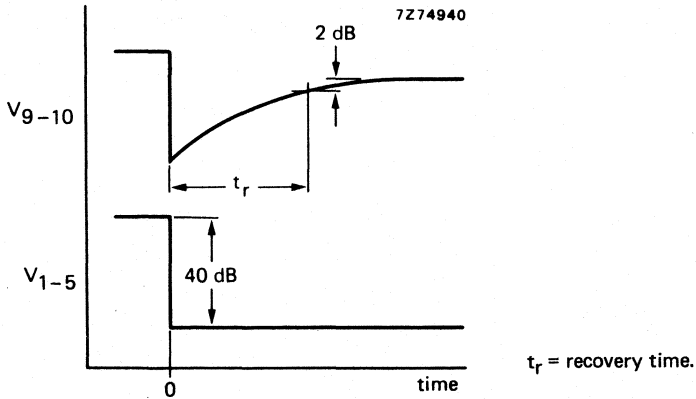 7Z74940
2 dB
V9–10
tr
V1–5
40 dB
tr = recovery time.
0
time